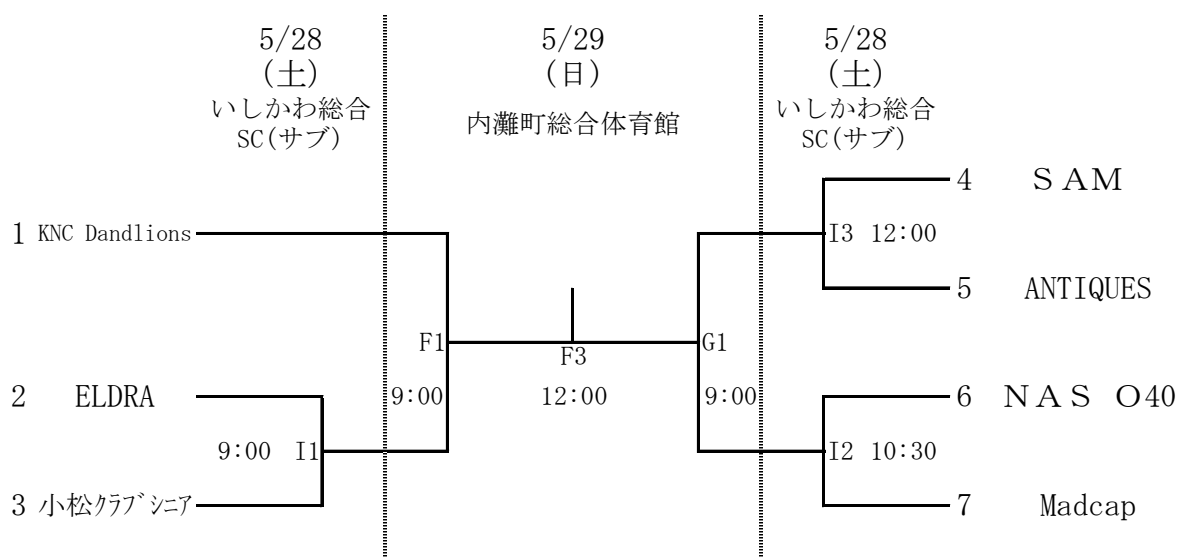 5/28
(土)
いしかわ総合
SC(サブ)
5/29
(日)
内灘町総合体育館
5/28
(土)
いしかわ総合
SC(サブ)
1 KNC Dandlions
2 ELDRA
3 小松クラブシニア
9:00 I1
F1
9:00
F3
12:00
G1
9:00
4 SAM
I3 12:00
5 ANTIQUES
6 NAS O40
I2 10:30
7 Madcap